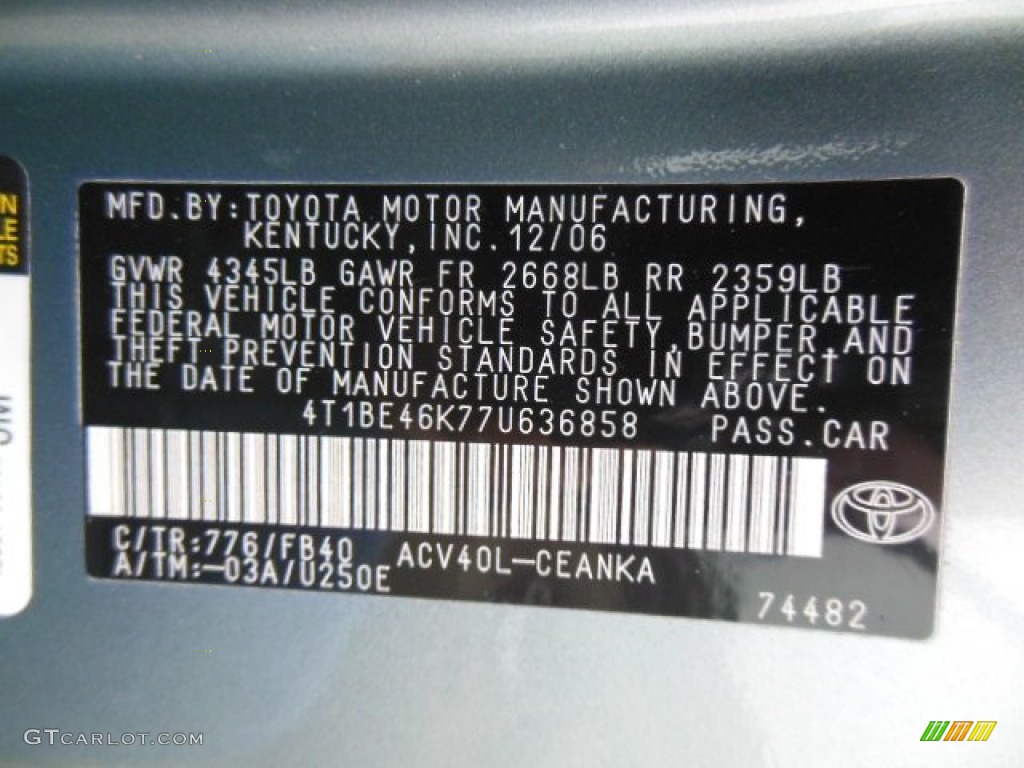 MFD.BY:TOYOTA MOTOR MANUFACTURING,
KENTUCKY,INC.12/06
GVWR 4345LB GAWR FR 2668LB RR 2359LB
THIS VEHICLE CONFORMS TO ALL APPLICABLE
FEDERAL MOTOR VEHICLE SAFETY,BUMPER,AND
THEFT PREVENTION STANDARDS IN EFFECT ON
THE DATE OF MANUFACTURE SHOWN ABOVE.
4T1BE46K77U636858 PASS.CAR
C/TR:776/FB40 ACV40L-CEANKA
A/TM:-03A/U250E
74482
GTCARLOT.COM